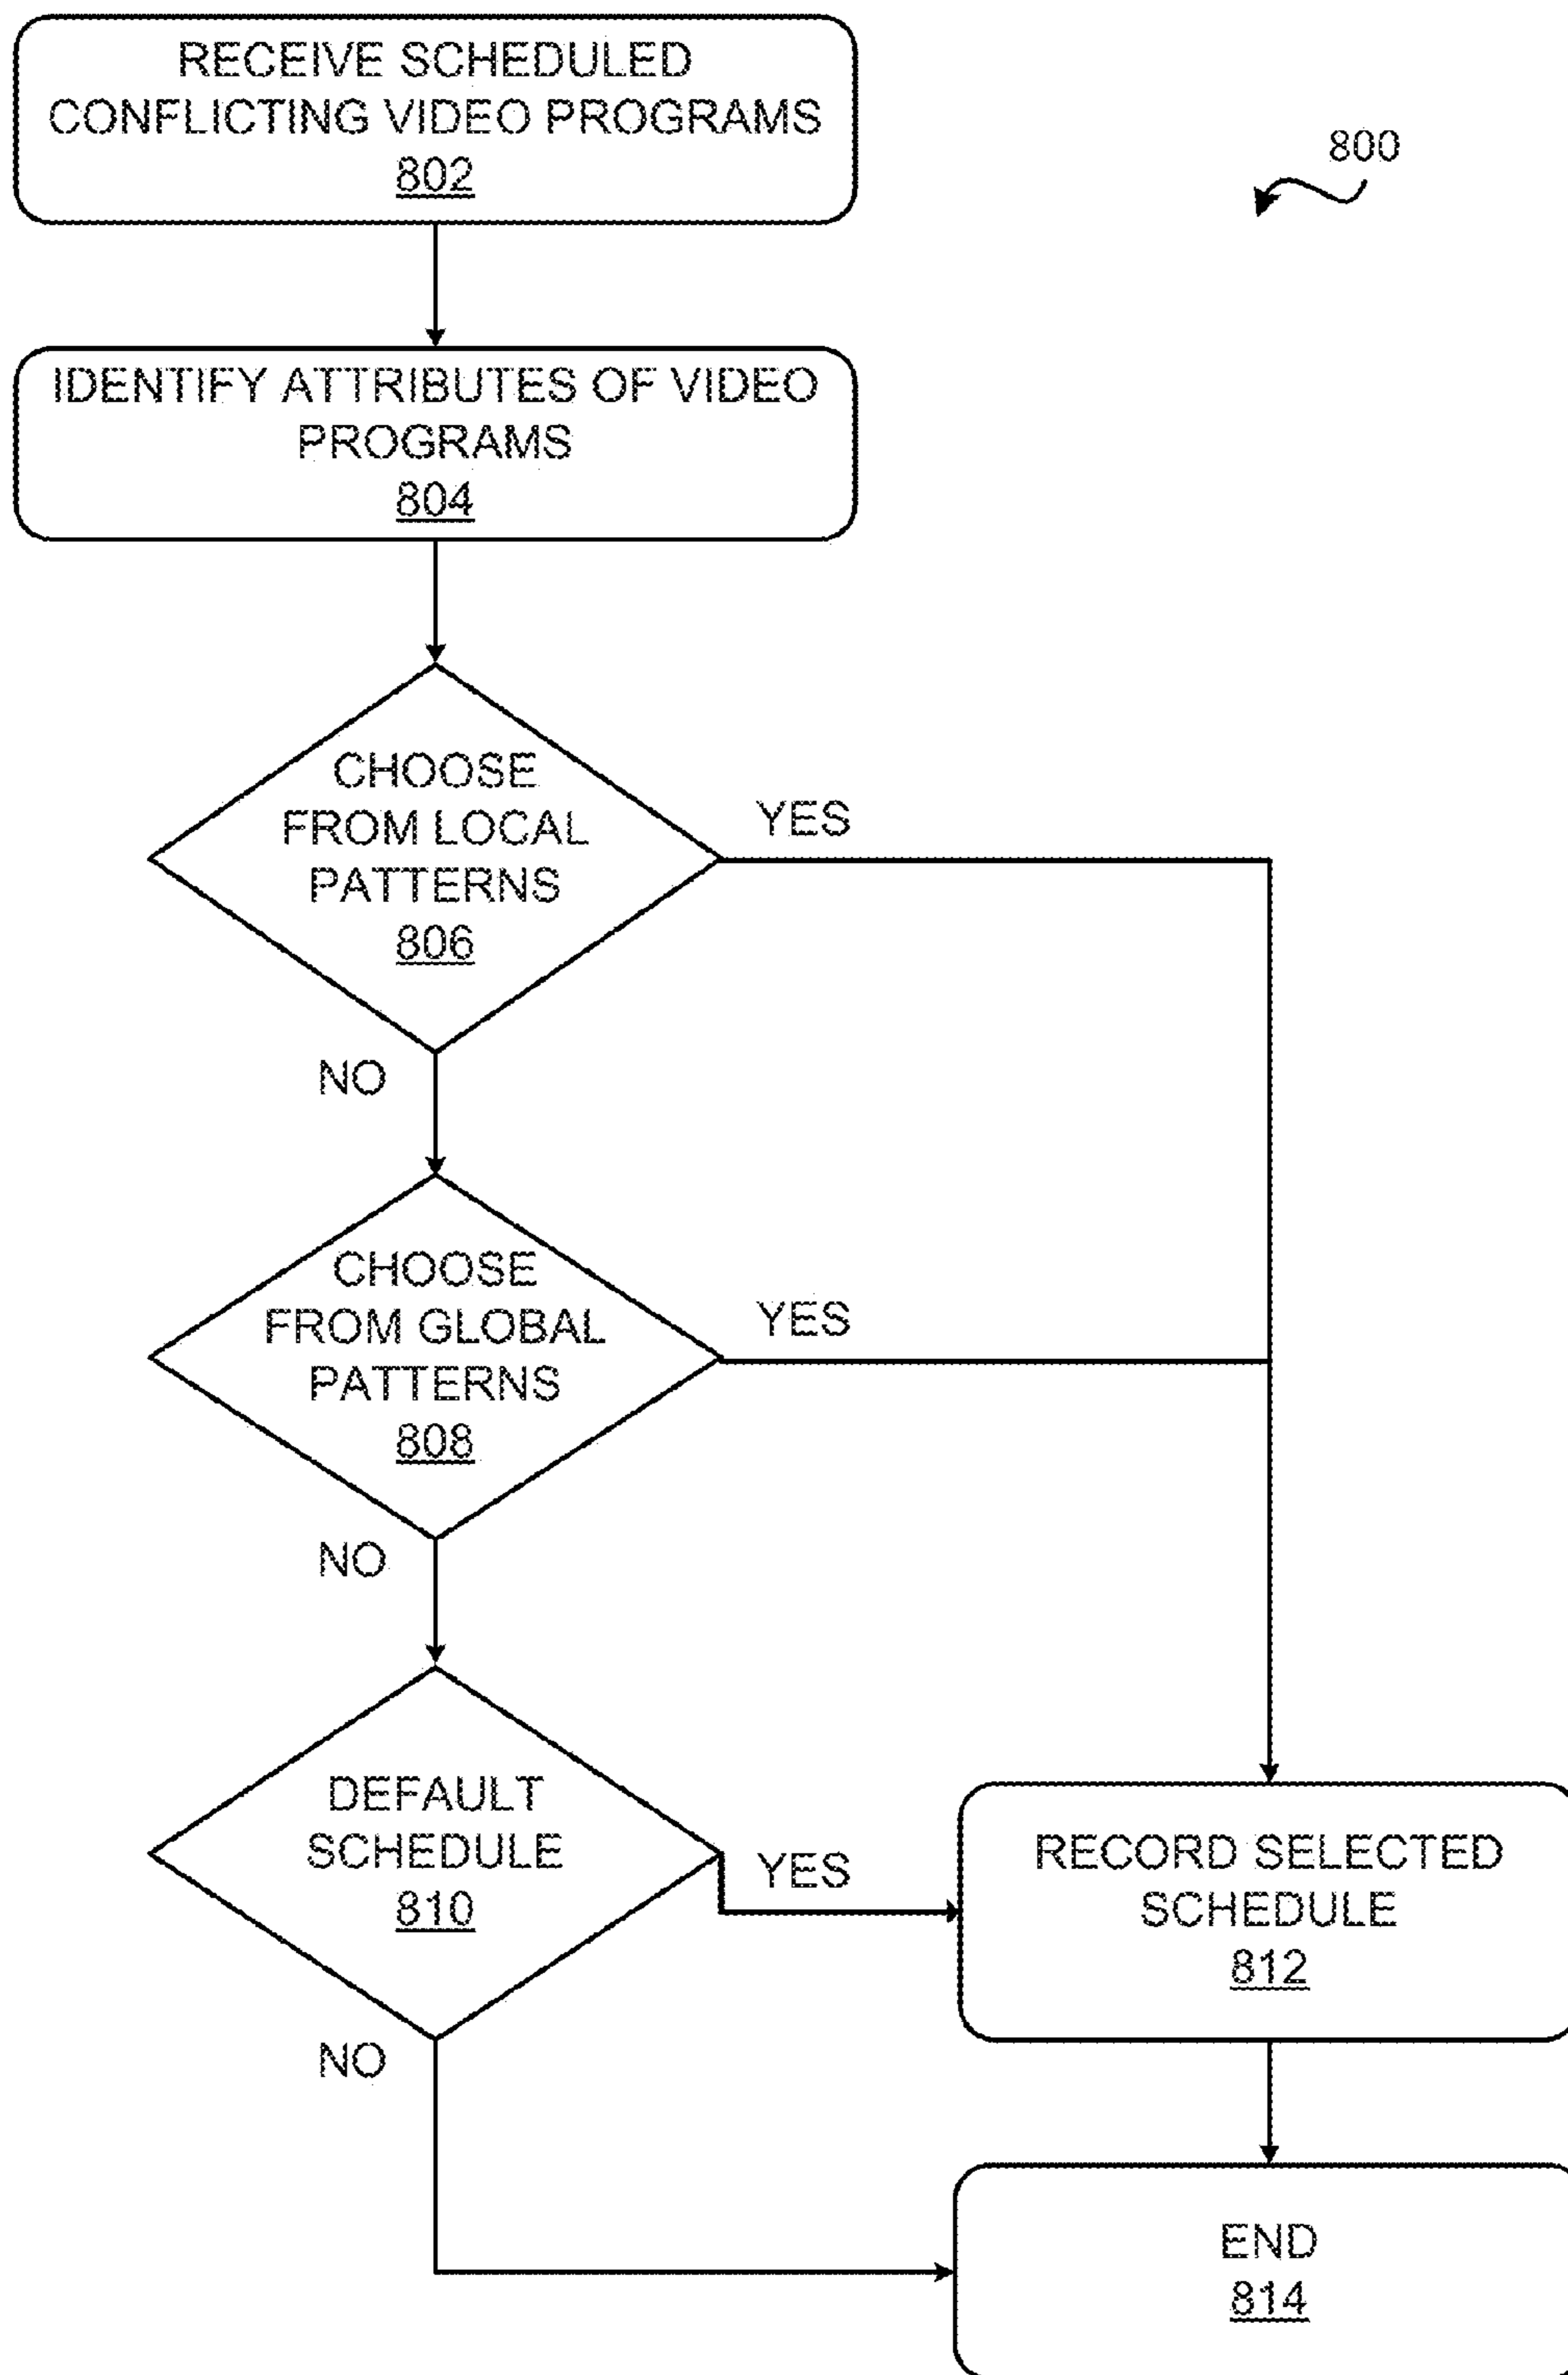 RECEIVE SCHEDULED
CONFLICTING VIDEO PROGRAMS
802
800
IDENTIFY ATTRIBUTES OF VIDEO
PROGRAMS
804
CHOOSE
FROM LOCAL
PATTERNS
806
YES
NO
CHOOSE
FROM GLOBAL
PATTERNS
808
YES
NO
DEFAULT
SCHEDULE
810
YES
NO
RECORD SELECTED
SCHEDULE
812
END
814